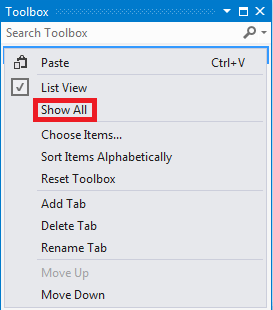 Toolbox
Search Toolbox
Paste Ctrl+V
List View
Show All
Choose Items...
Sort Items Alphabetically
Reset Toolbox
Add Tab
Delete Tab
Rename Tab
Move Up
Move Down